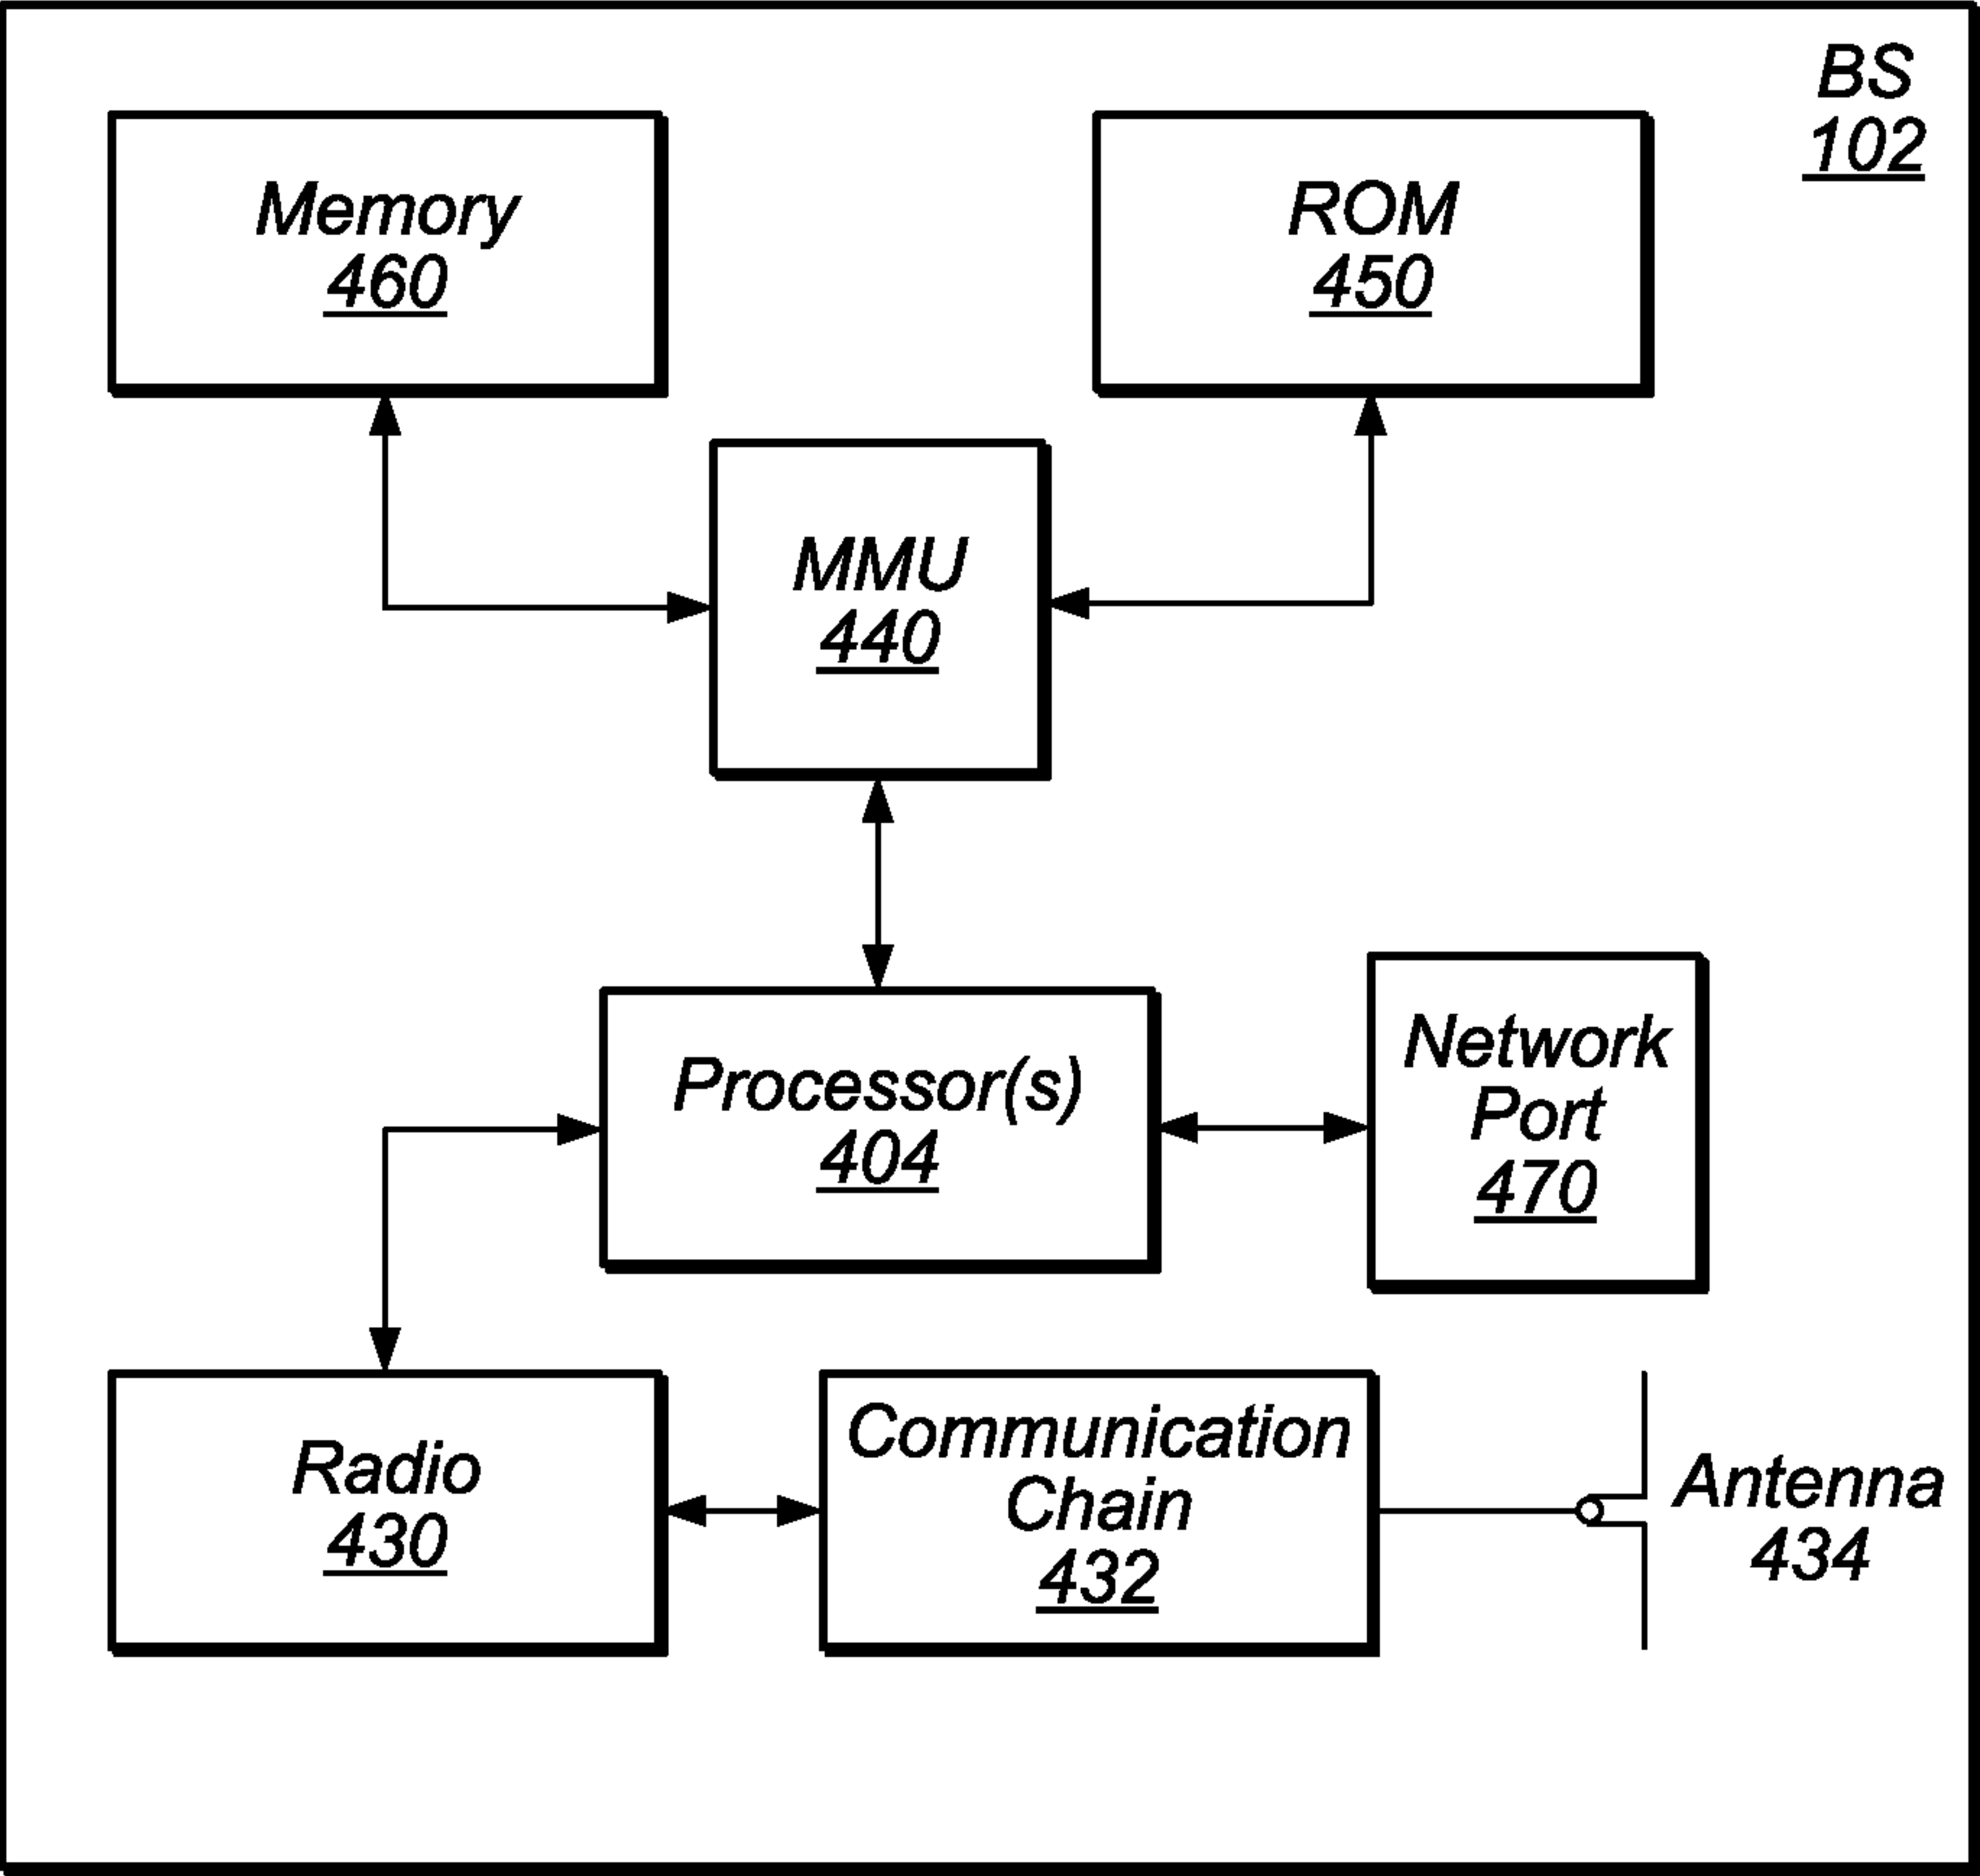 BS
102
Memory
460
ROM
450
MMU
440
Processor(s)
404
Network
Port
470
Radio
430
Communication
Chain
432
Antenna
434